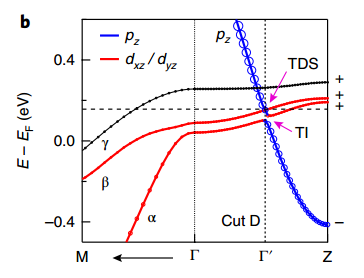 b
p_z
d_xz / d_yz
p_z
TDS
TI
γ
β
α
Cut D
+
+
+
−
0.4
0.0
−0.4
E − E_F (eV)
M
Γ
Γ′
Z